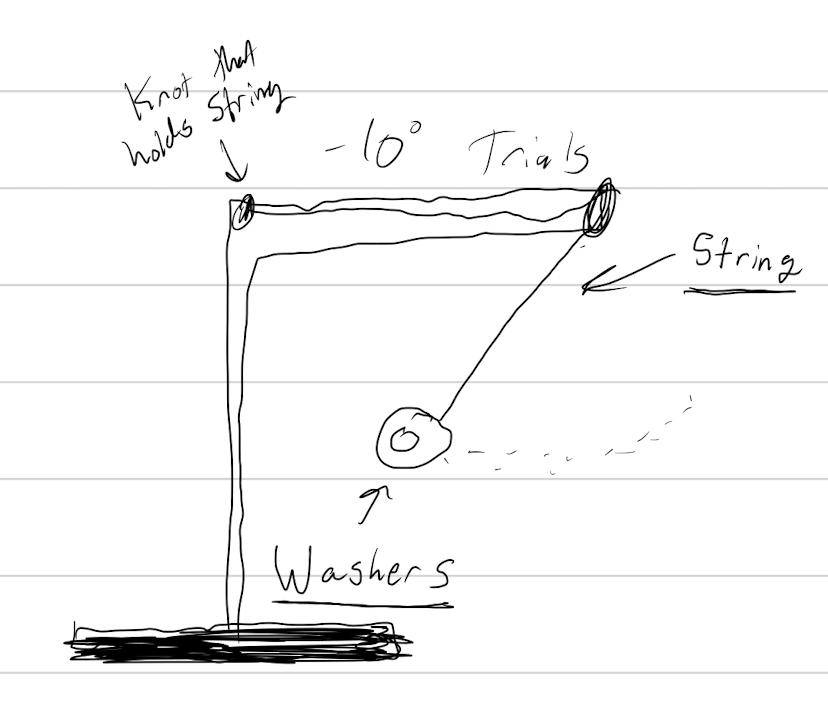 Knot that
holds String
-10° Trials
String
Washers